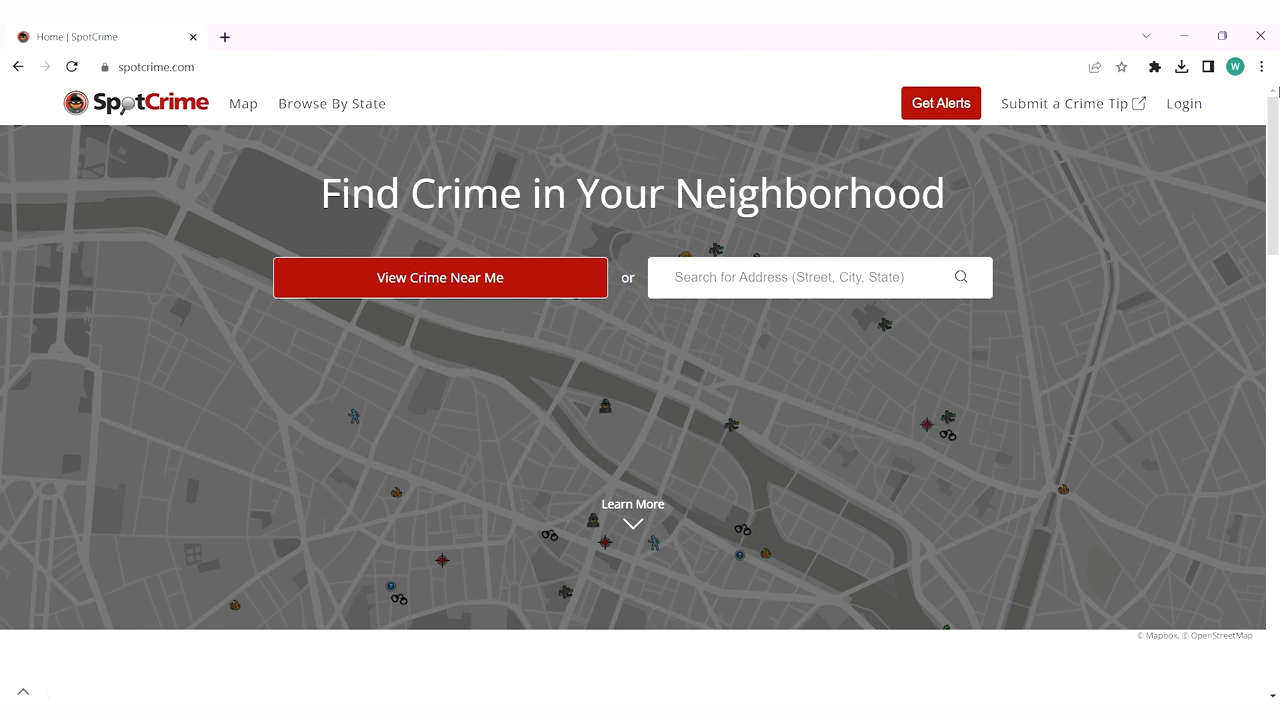 Home | SpotCrime
spotcrime.com
W
SpotCrime
Map
Browse By State
Get Alerts
Submit a Crime Tip
Login
Find Crime in Your Neighborhood
View Crime Near Me
or
Search for Address (Street, City, State)
Learn More
© Mapbox, © OpenStreetMap